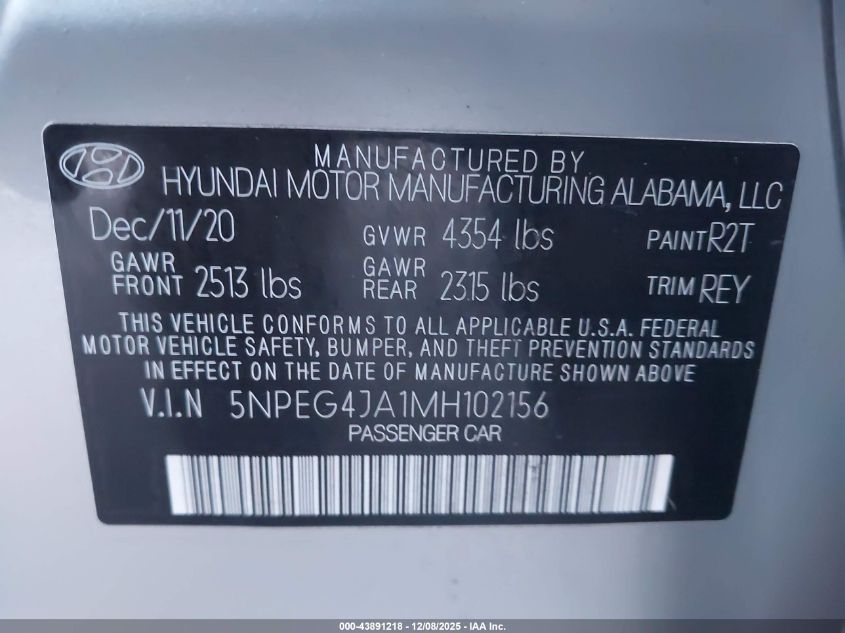 MANUFACTURED BY
HYUNDAI MOTOR MANUFACTURING ALABAMA, LLC
Dec/11/20 GVWR 4354 lbs PAINT R2T
GAWR FRONT 2513 lbs GAWR REAR 2315 lbs TRIM REY
THIS VEHICLE CONFORMS TO ALL APPLICABLE U.S.A. FEDERAL
MOTOR VEHICLE SAFETY, BUMPER, AND THEFT PREVENTION STANDARDS
IN EFFECT ON THE DATE OF MANUFACTURE SHOWN ABOVE
V.I.N 5NPEG4JA1MH102156
PASSENGER CAR
000-43891218 - 12/08/2025 - IAA Inc.